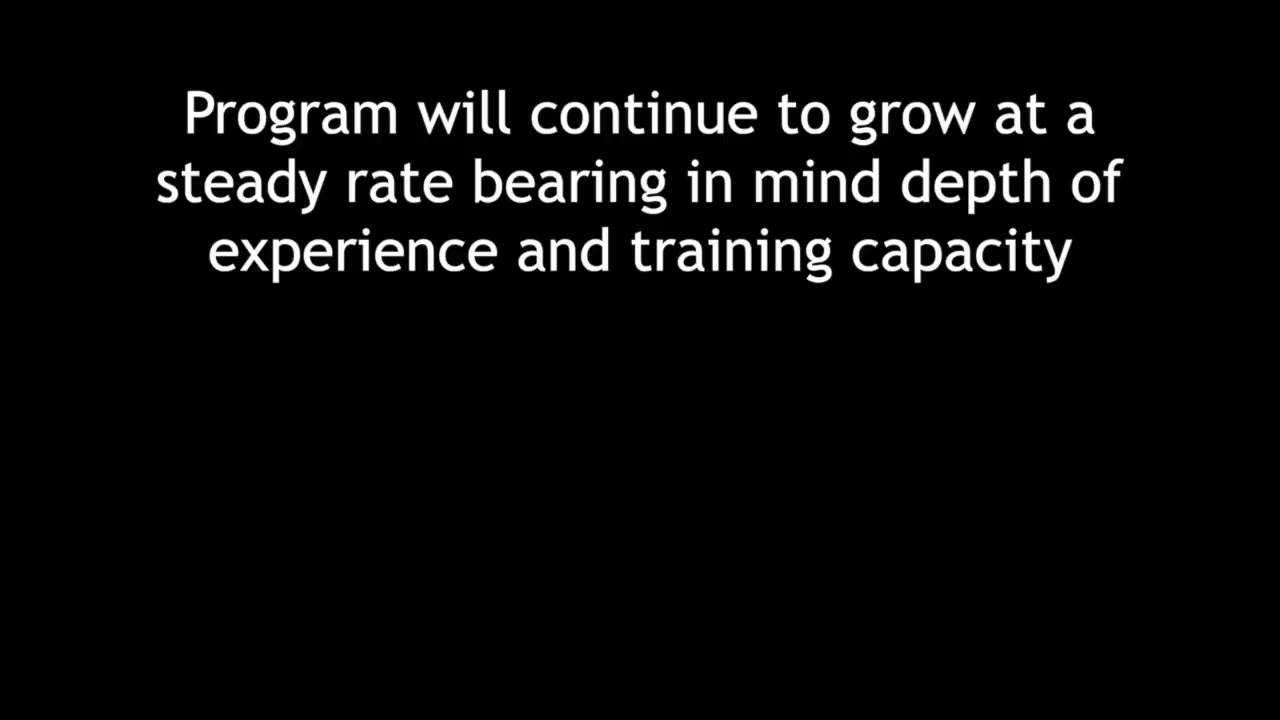 Program will continue to grow at a
steady rate bearing in mind depth of
experience and training capacity